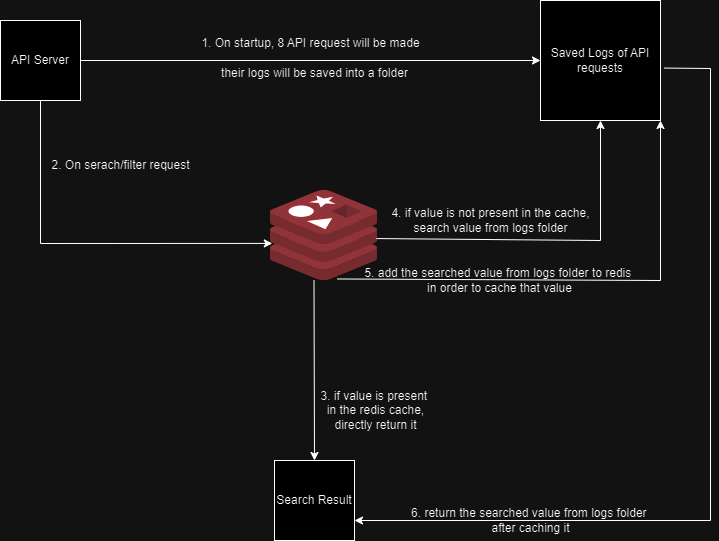 API Server
1. On startup, 8 API request will be made
their logs will be saved into a folder
Saved Logs of API
requests
2. On serach/filter request
4. if value is not present in the cache,
search value from logs folder
5. add the searched value from logs folder to redis
in order to cache that value
3. if value is present
in the redis cache,
directly return it
Search Result
6. return the searched value from logs folder
after caching it